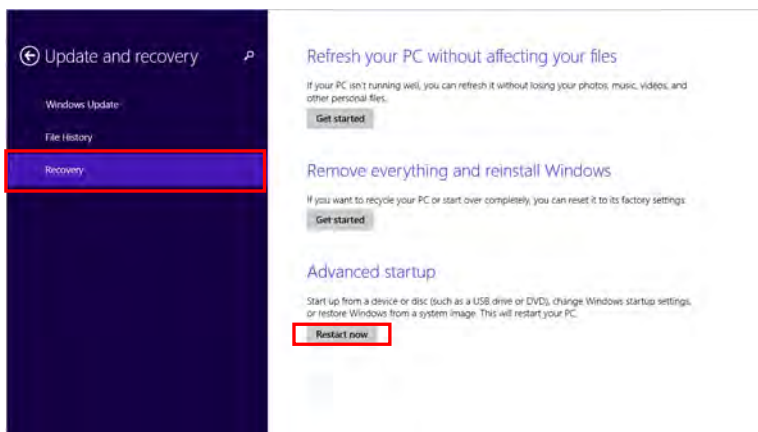 Update and recovery
Windows Update
File History
Recovery
Refresh your PC without affecting your files
If your PC isn't running well, you can refresh it without losing your photos, music, videos, and
other personal files.
Get started
Remove everything and reinstall Windows
If you want to recycle your PC or start over completely, you can reset it to its factory settings.
Get started
Advanced startup
Start up from a device or disc (such as a USB drive or DVD), change Windows startup settings,
or restore Windows from a system image. This will restart your PC.
Restart now